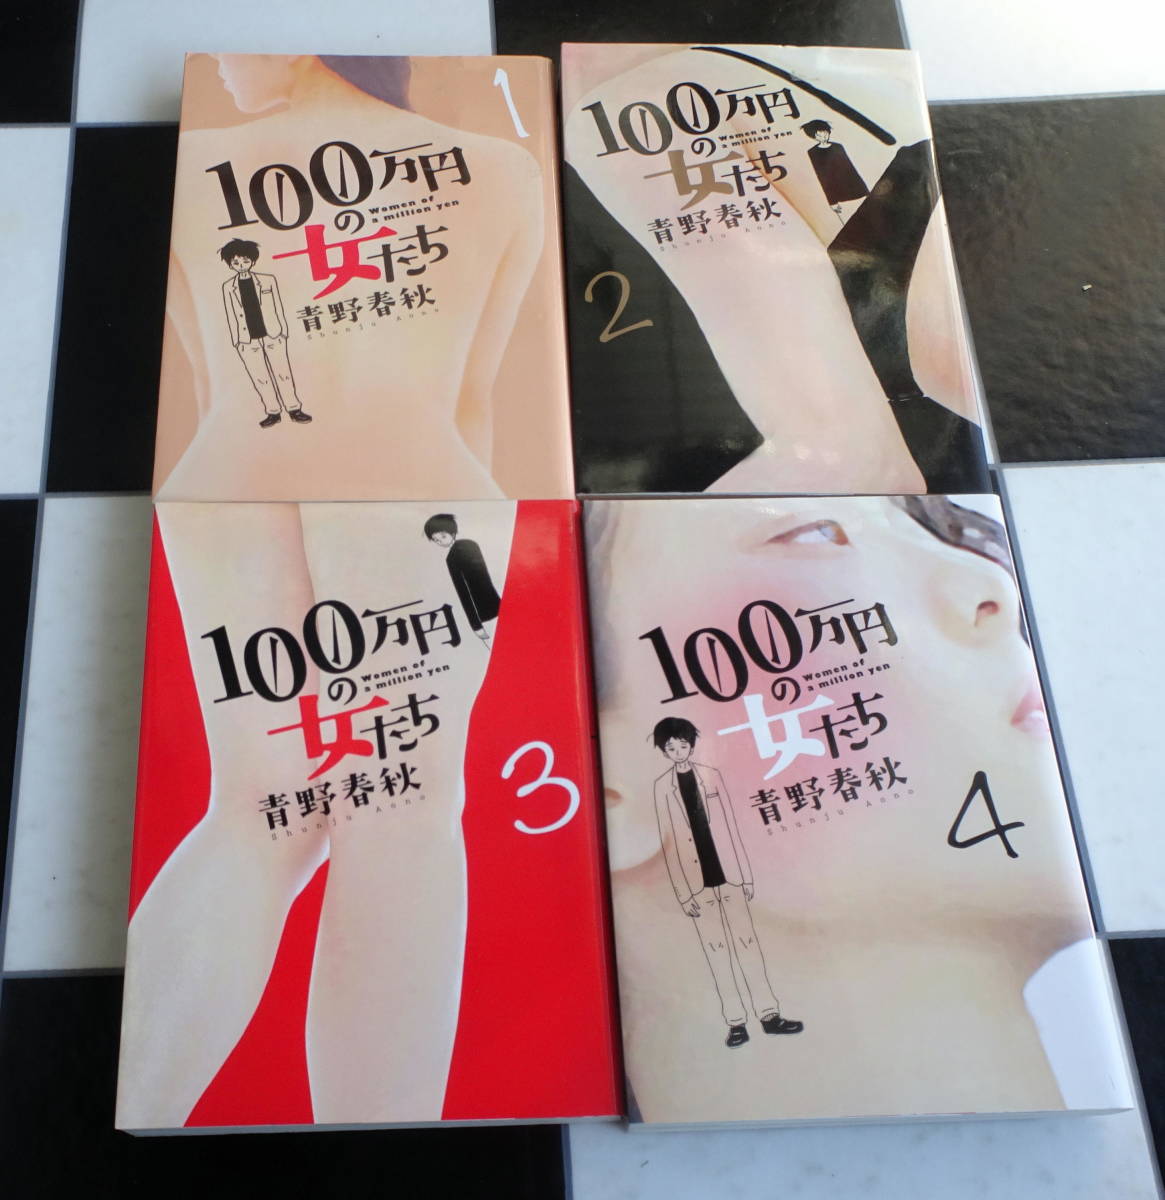 1
100万円
の
Women of
a million yen
女たち
青野春秋
Shunju Aono
100万円
の
Women of
a million yen
女たち
青野春秋
Shunju Aono
2
100万円
の
Women of
a million yen
女たち
青野春秋
Shunju Aono
3
100万円
の
Women of
a million yen
女たち
青野春秋
Shunju Aono
4